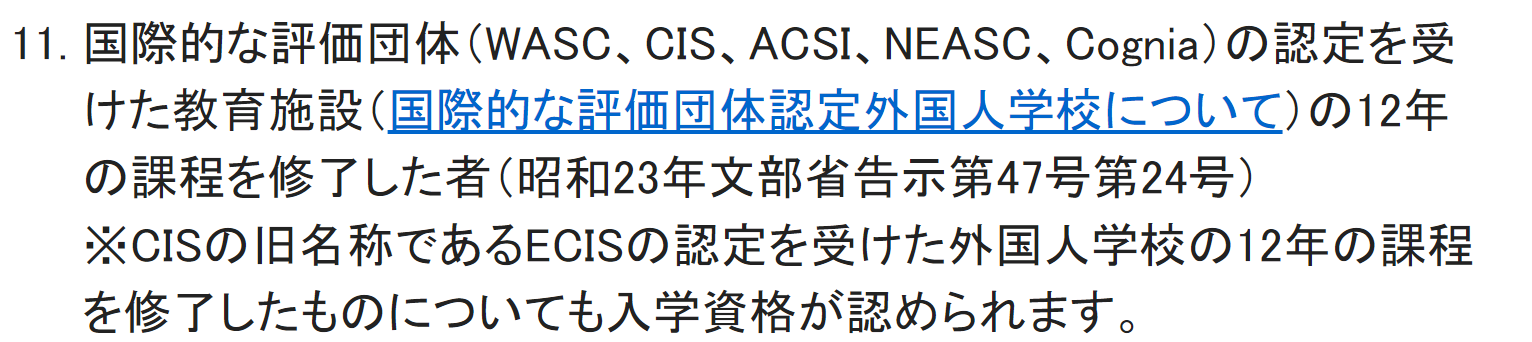 11. 国際的な評価団体（WASC、CIS、ACSI、NEASC、Cognia）の認定を受
けた教育施設（国際的な評価団体認定外国人学校について）の12年
の課程を修了した者（昭和23年文部省告示第47号第24号）
※CISの旧名称であるECISの認定を受けた外国人学校の12年の課程
を修了したものについても入学資格が認められます。